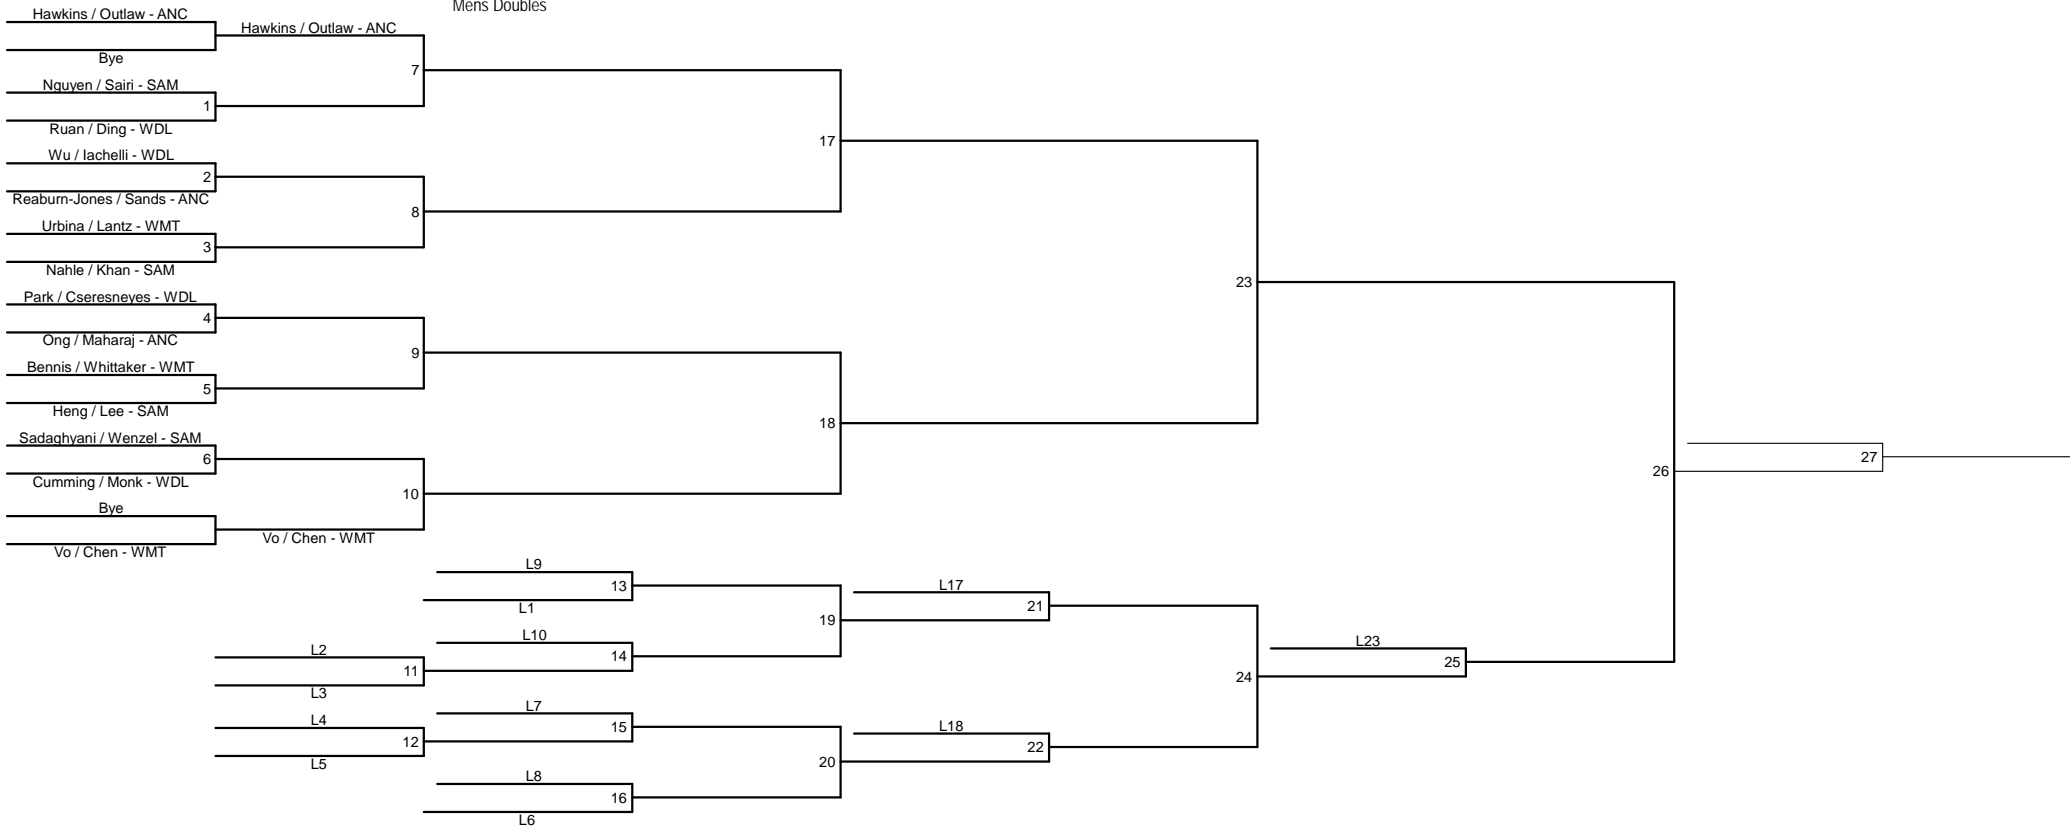 Mens Doubles
Hawkins / Outlaw - ANC
Hawkins / Outlaw - ANC
Bye
7
Nguyen / Sairi - SAM
1
Ruan / Ding - WDL
17
Wu / Iachelli - WDL
2
Reaburn-Jones / Sands - ANC
8
Urbina / Lantz - WMT
3
Nahle / Khan - SAM
23
Park / Cseresneyes - WDL
4
Ong / Maharaj - ANC
9
Bennis / Whittaker - WMT
5
Heng / Lee - SAM
18
Sadaghyani / Wenzel - SAM
6
27
26
Cumming / Monk - WDL
10
Bye
Vo / Chen - WMT
Vo / Chen - WMT
L9
13
L17
L1
21
19
L10
L23
L2
14
25
11
24
L3
L7
L4
15
L18
12
22
L5
20
L8
16
L6